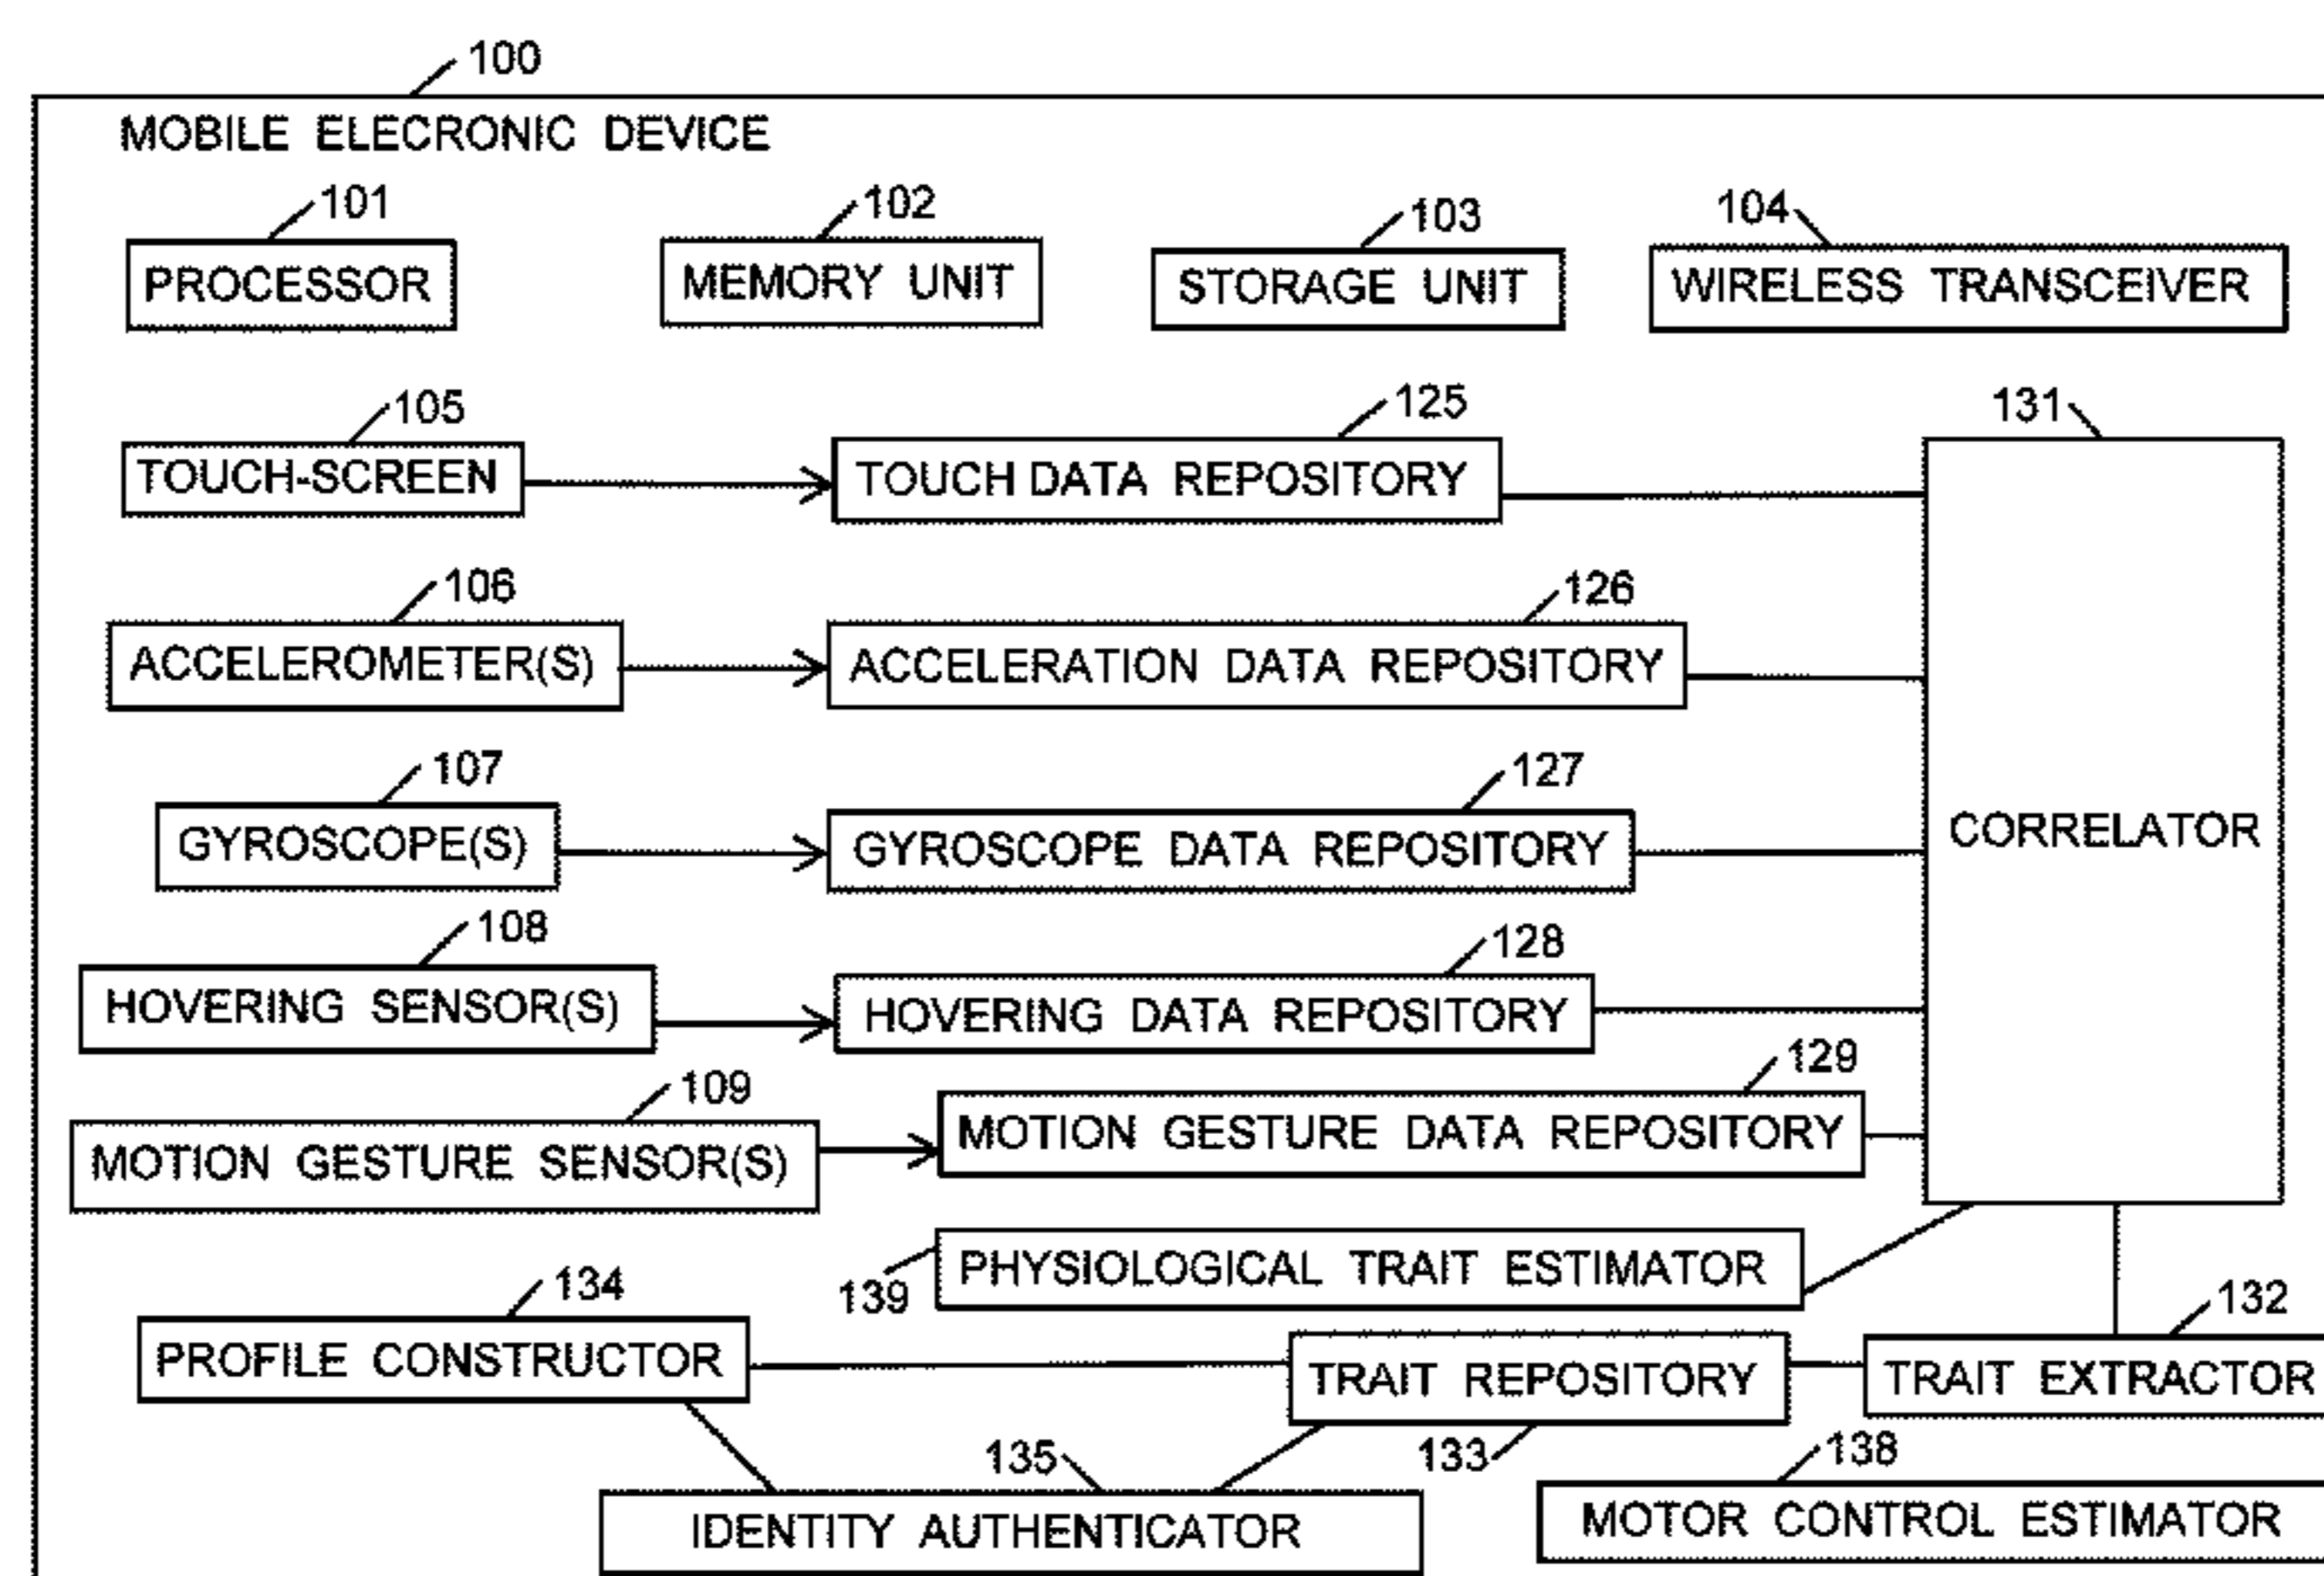 100
MOBILE ELECRONIC DEVICE
101 102 103 104
PROCESSOR MEMORY UNIT STORAGE UNIT WIRELESS TRANSCEIVER
105 125 131
TOUCH-SCREEN TOUCH DATA REPOSITORY
106 126
ACCELEROMETER(S) ACCELERATION DATA REPOSITORY
107 127
GYROSCOPE(S) GYROSCOPE DATA REPOSITORY CORRELATOR
108 128
HOVERING SENSOR(S) HOVERING DATA REPOSITORY
109 129
MOTION GESTURE SENSOR(S) MOTION GESTURE DATA REPOSITORY
139 PHYSIOLOGICAL TRAIT ESTIMATOR
134 132
PROFILE CONSTRUCTOR TRAIT REPOSITORY TRAIT EXTRACTOR
135 133 138
IDENTITY AUTHENTICATOR MOTOR CONTROL ESTIMATOR